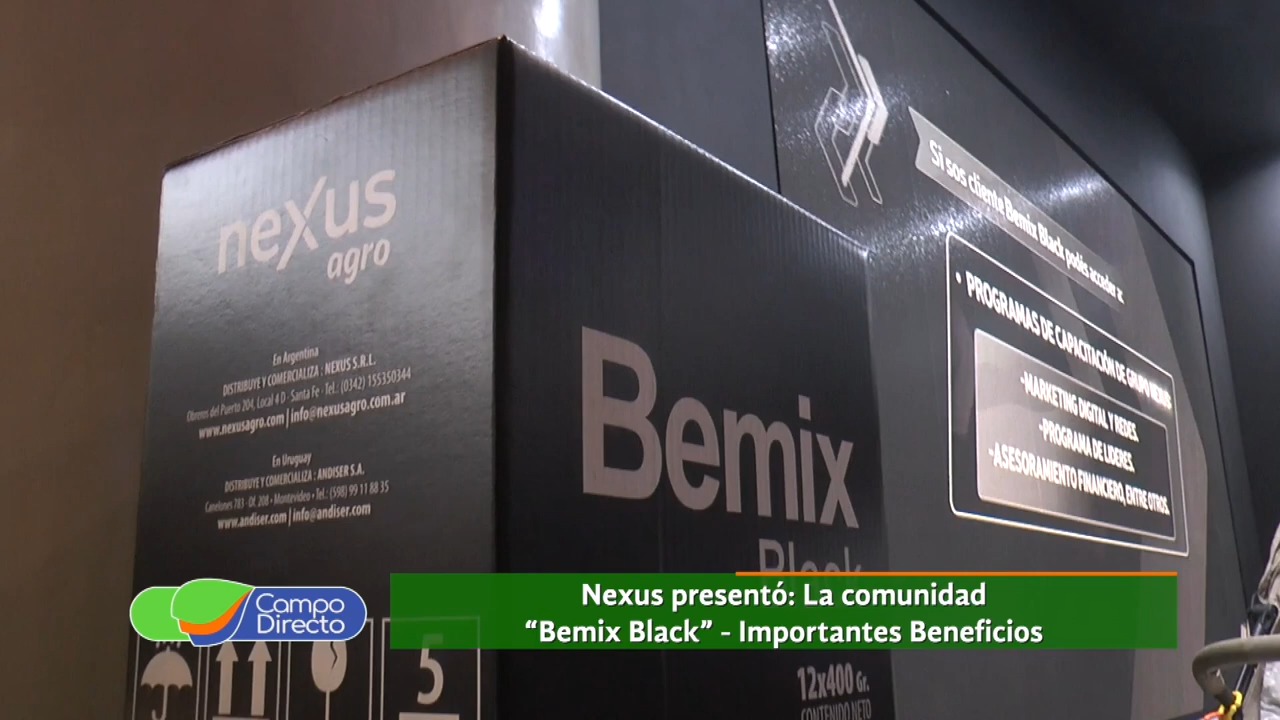 nexus
agro
En Argentina
DISTRIBUYE Y COMERCIALIZA : NEXUS S.R.L.
Obreros del Puerto 204, Local 4 D - Santa Fe - Tel.: (0342) 155350344
www.nexusagro.com | info@nexusagro.com.ar
En Uruguay
DISTRIBUYE Y COMERCIALIZA : ANDISER S.A.
Canelones 783 - Of. 208 • Montevideo • Tel.: (598) 99 11 88 35
www.andiser.com | info@andiser.com
5
Bemix
Black
12x400 Gr.
CONTENIDO NETO
Si sos cliente Bemix Black podés acceder a:
• PROGRAMAS DE CAPACITACIÓN DE GRUPO NEXUS
-MARKETING DIGITAL Y REDES.
-PROGRAMA DE LIDERES.
-ASESORAMIENTO FINANCIERO, ENTRE OTROS.
Campo
Directo
Nexus presentó: La comunidad
“Bemix Black” - Importantes Beneficios